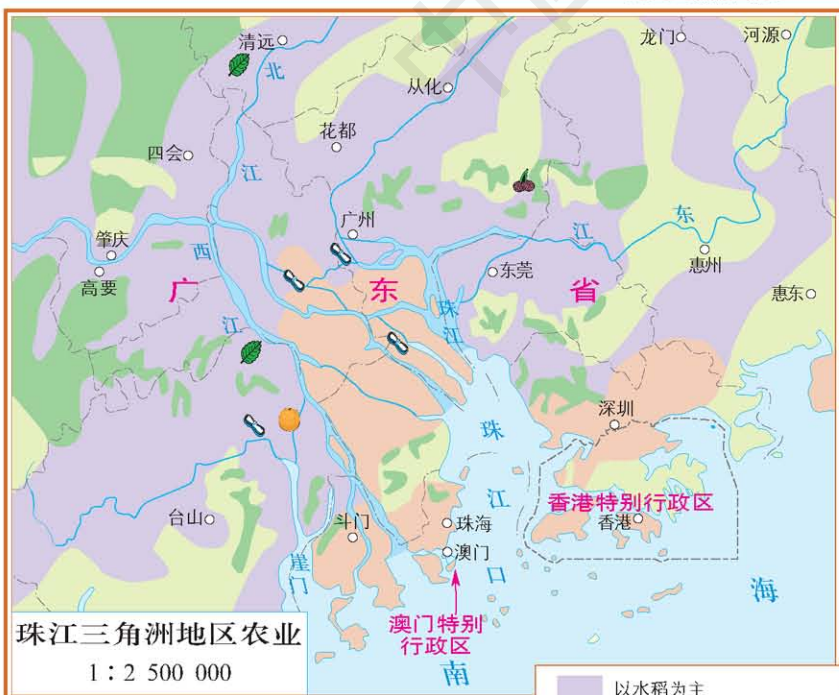 清远
北
龙门
河源
从化
花都
四会
江
广州
江
东
肇庆
西
东莞
惠州
高要
广
东
省
珠
江
惠东
江
深圳
珠
江
口
香港特别行政区
香港
台山
斗门
珠海
澳门
崖
门
海
澳门特别
行政区
南
珠江三角洲地区农业
1:2 500 000
以水稻为主